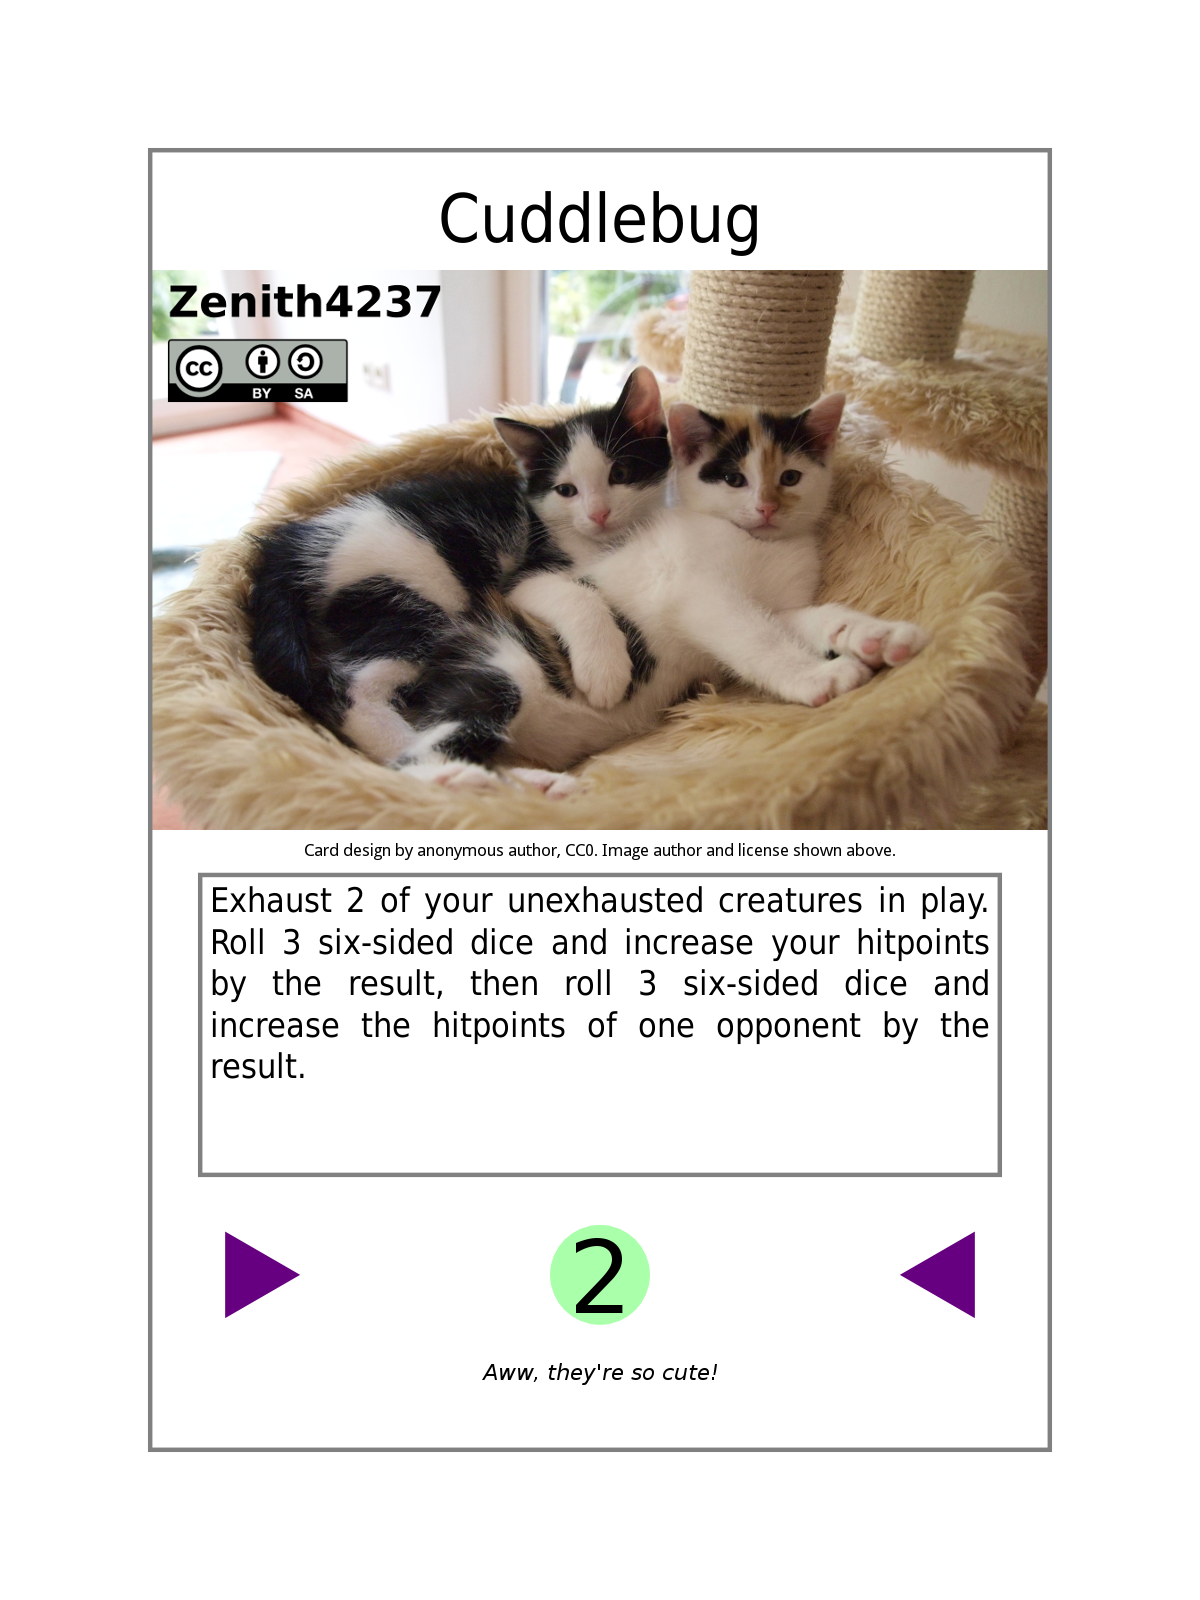 Cuddlebug
Zenith4237
CC
BY SA
Card design by anonymous author, CC0. Image author and license shown above.
Exhaust 2 of your unexhausted creatures in play.
Roll 3 six-sided dice and increase your hitpoints
by the result, then roll 3 six-sided dice and
increase the hitpoints of one opponent by the
result.
2
Aww, they're so cute!